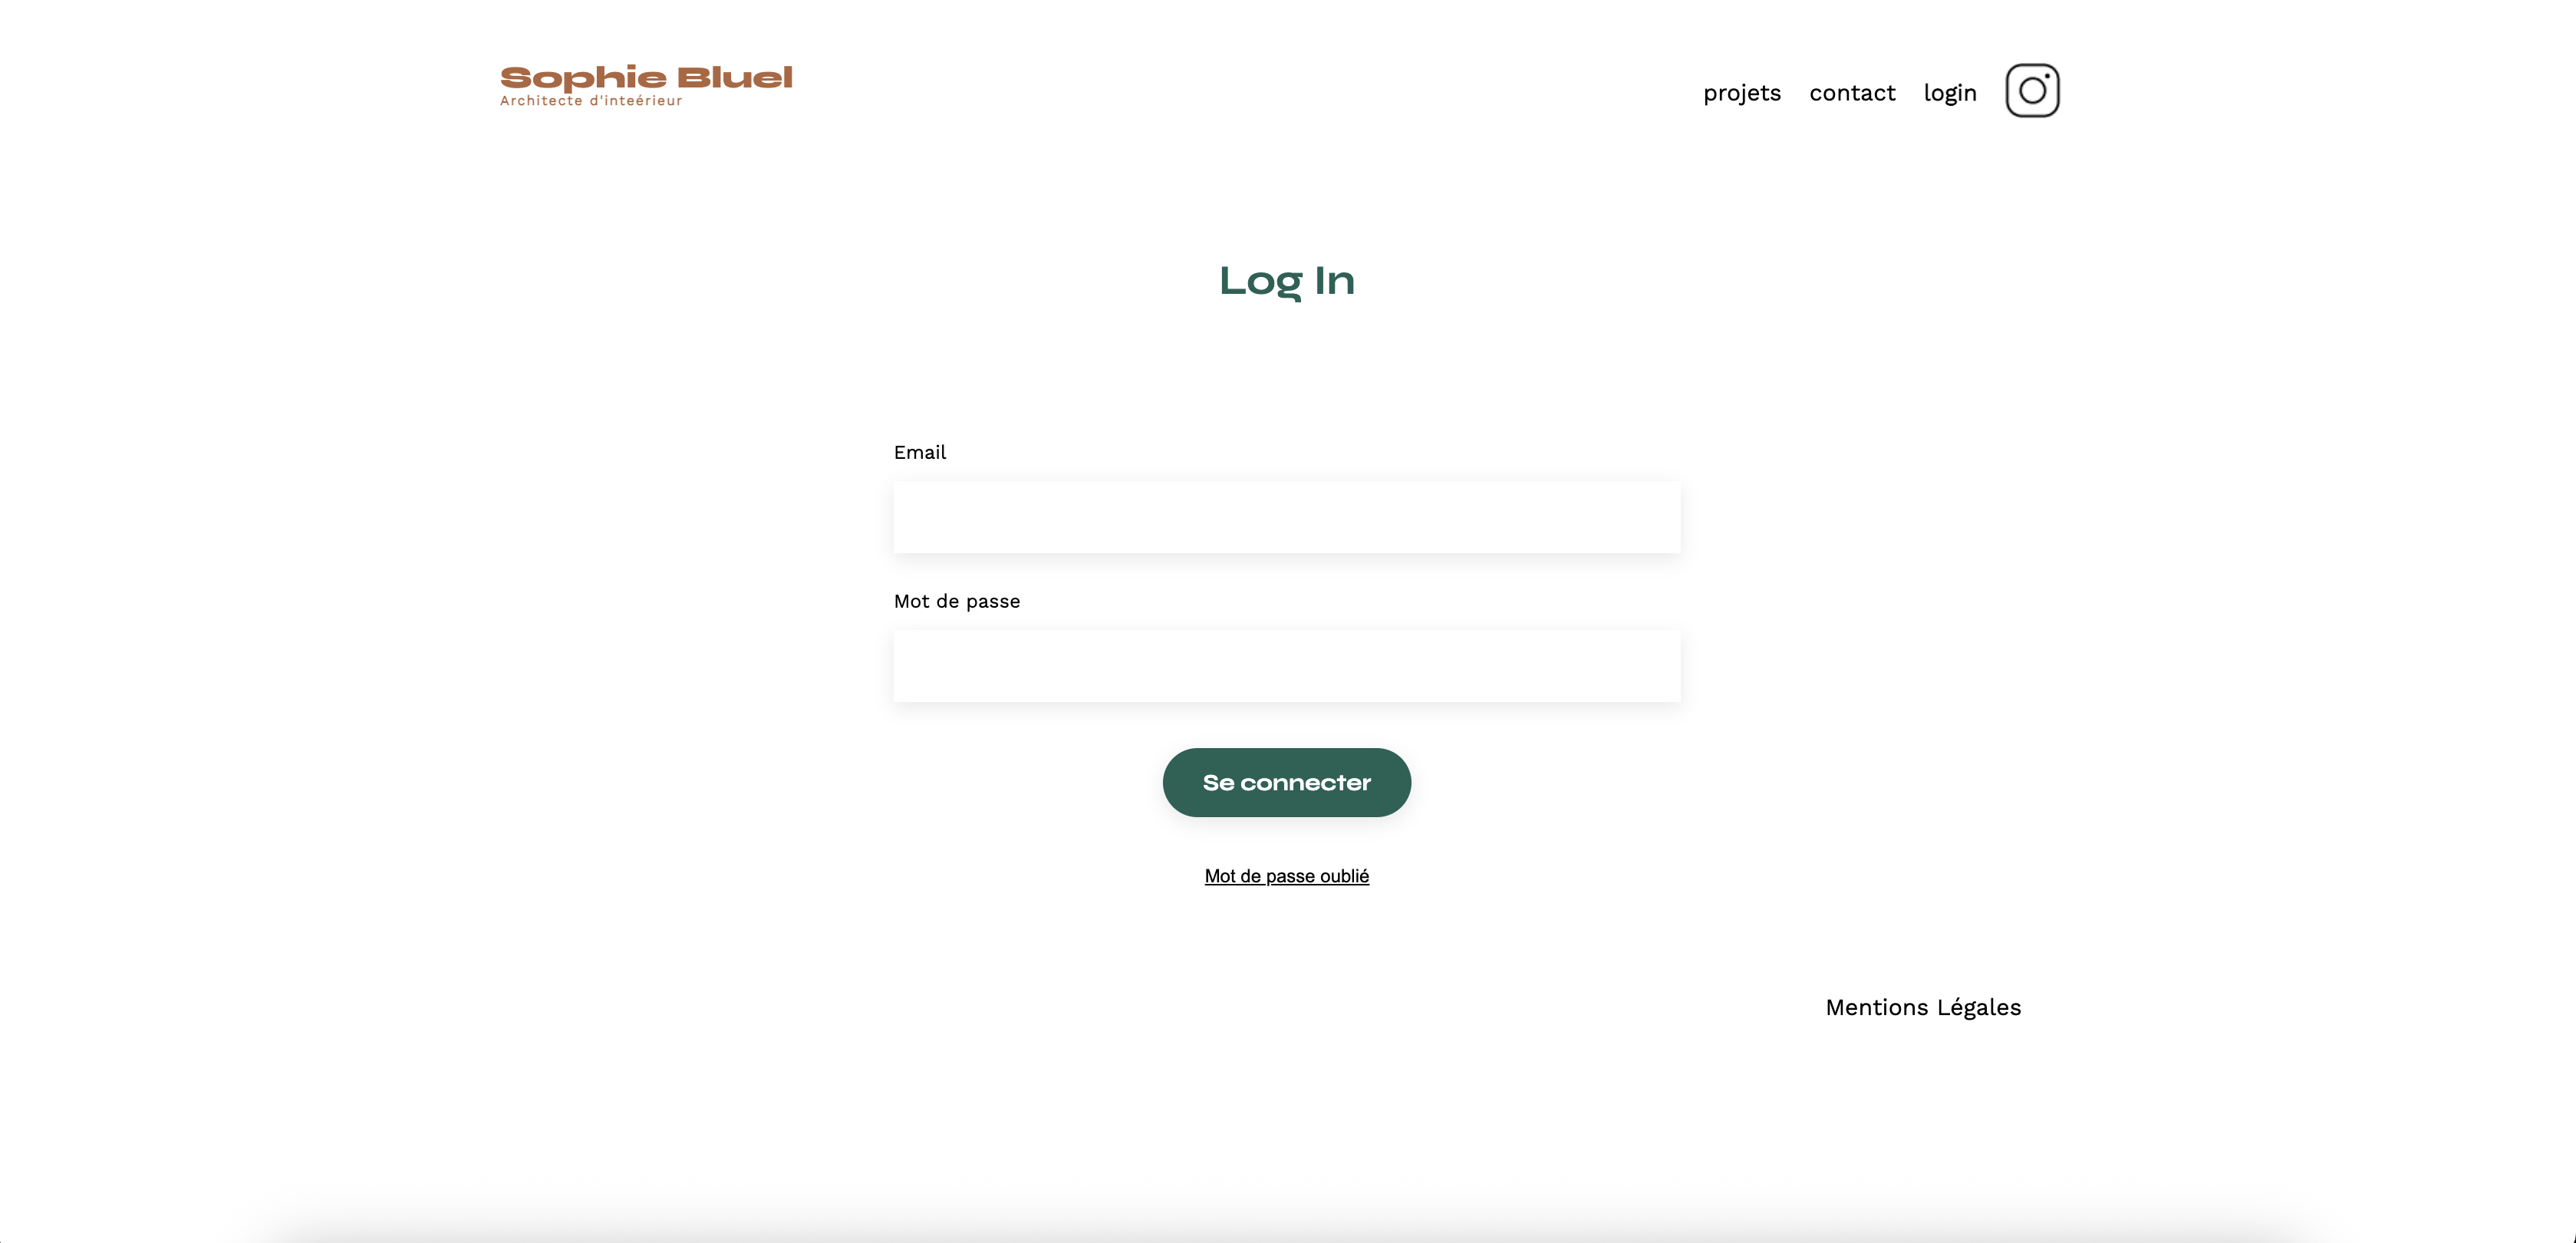 Sophie Bluel
Architecte d'inteérieur
projets contact login
Log In
Email
Mot de passe
Se connecter
Mot de passe oublié
Mentions Légales